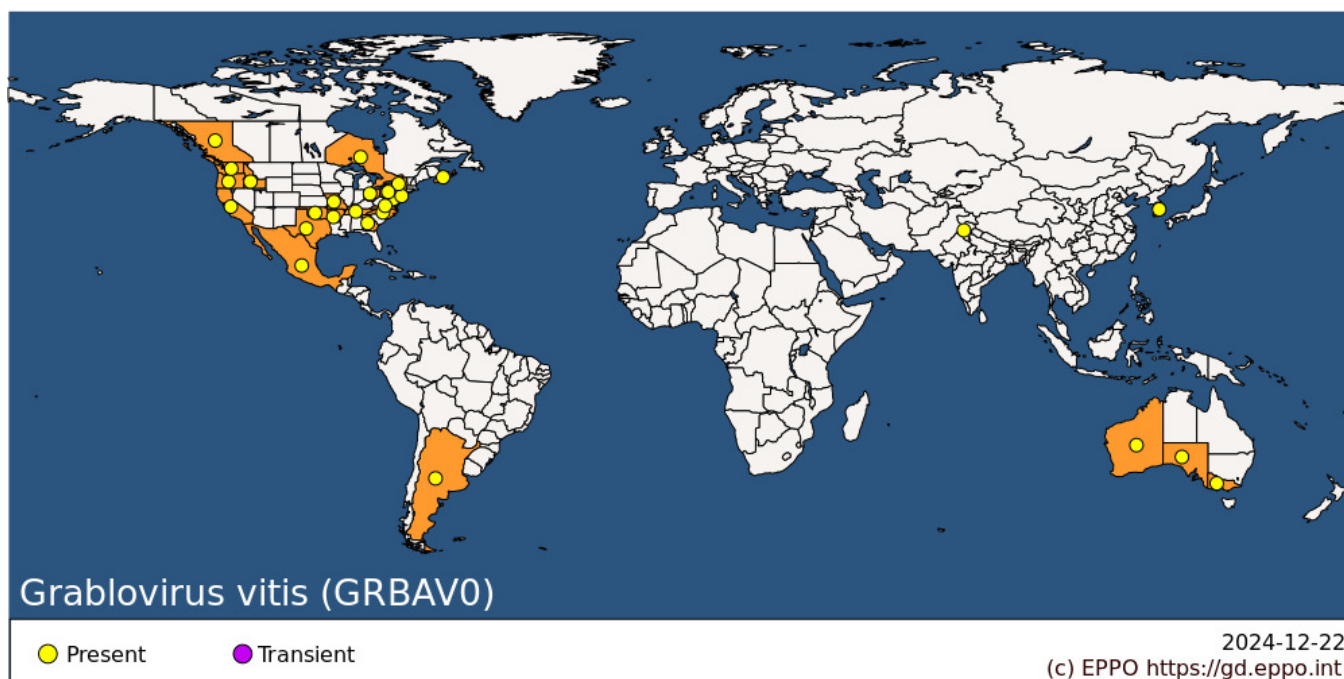 Grablovirus vitis (GRBAV0)
Present
Transient
2024-12-22
(c) EPPO https://gd.eppo.int